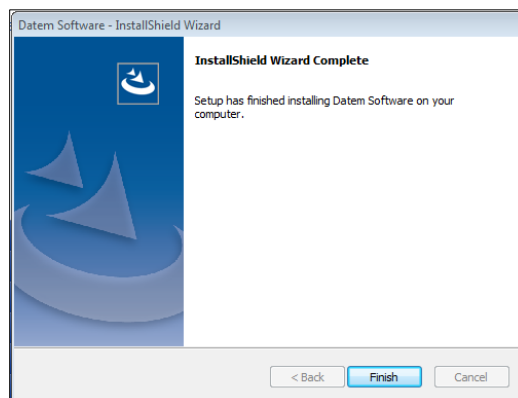 Datem Software - InstallShield Wizard
InstallShield Wizard Complete
Setup has finished installing Datem Software on your
computer.
< Back
Finish
Cancel